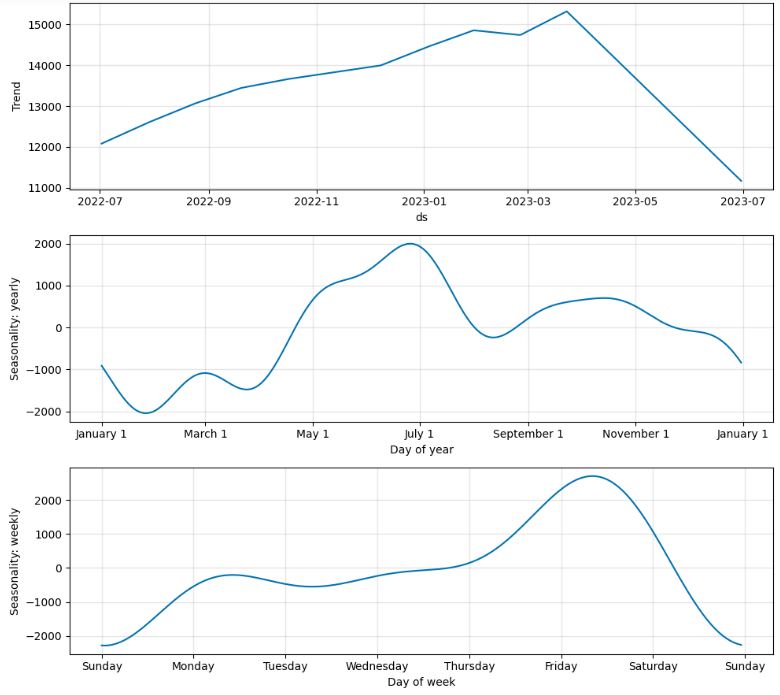 15000
14000
13000
12000
11000
Trend
2022-07 2022-09 2022-11 2023-01 2023-03 2023-05 2023-07
ds
2000
1000
0
−1000
−2000
Seasonality: yearly
January 1 March 1 May 1 July 1 September 1 November 1 January 1
Day of year
2000
1000
0
−1000
−2000
Seasonality: weekly
Sunday Monday Tuesday Wednesday Thursday Friday Saturday Sunday
Day of week